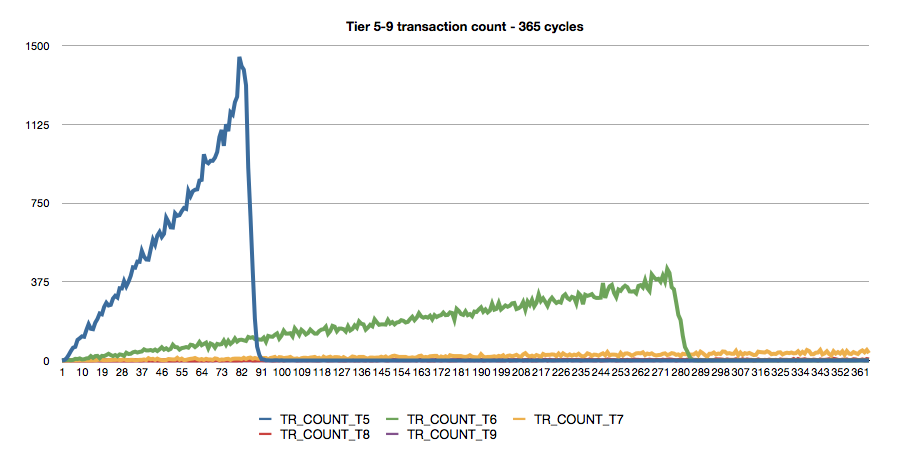 Tier 5-9 transaction count - 365 cycles
1500
1125
750
375
0
1 10 19 28 37 46 55 64 73 82 91 100 109 118 127 136 145 154 163 172 181 190 199 208 217 226 235 244 253 262 271 280 289 298 307 316 325 334 343 352 361
TR_COUNT_T5 TR_COUNT_T6 TR_COUNT_T7
TR_COUNT_T8 TR_COUNT_T9